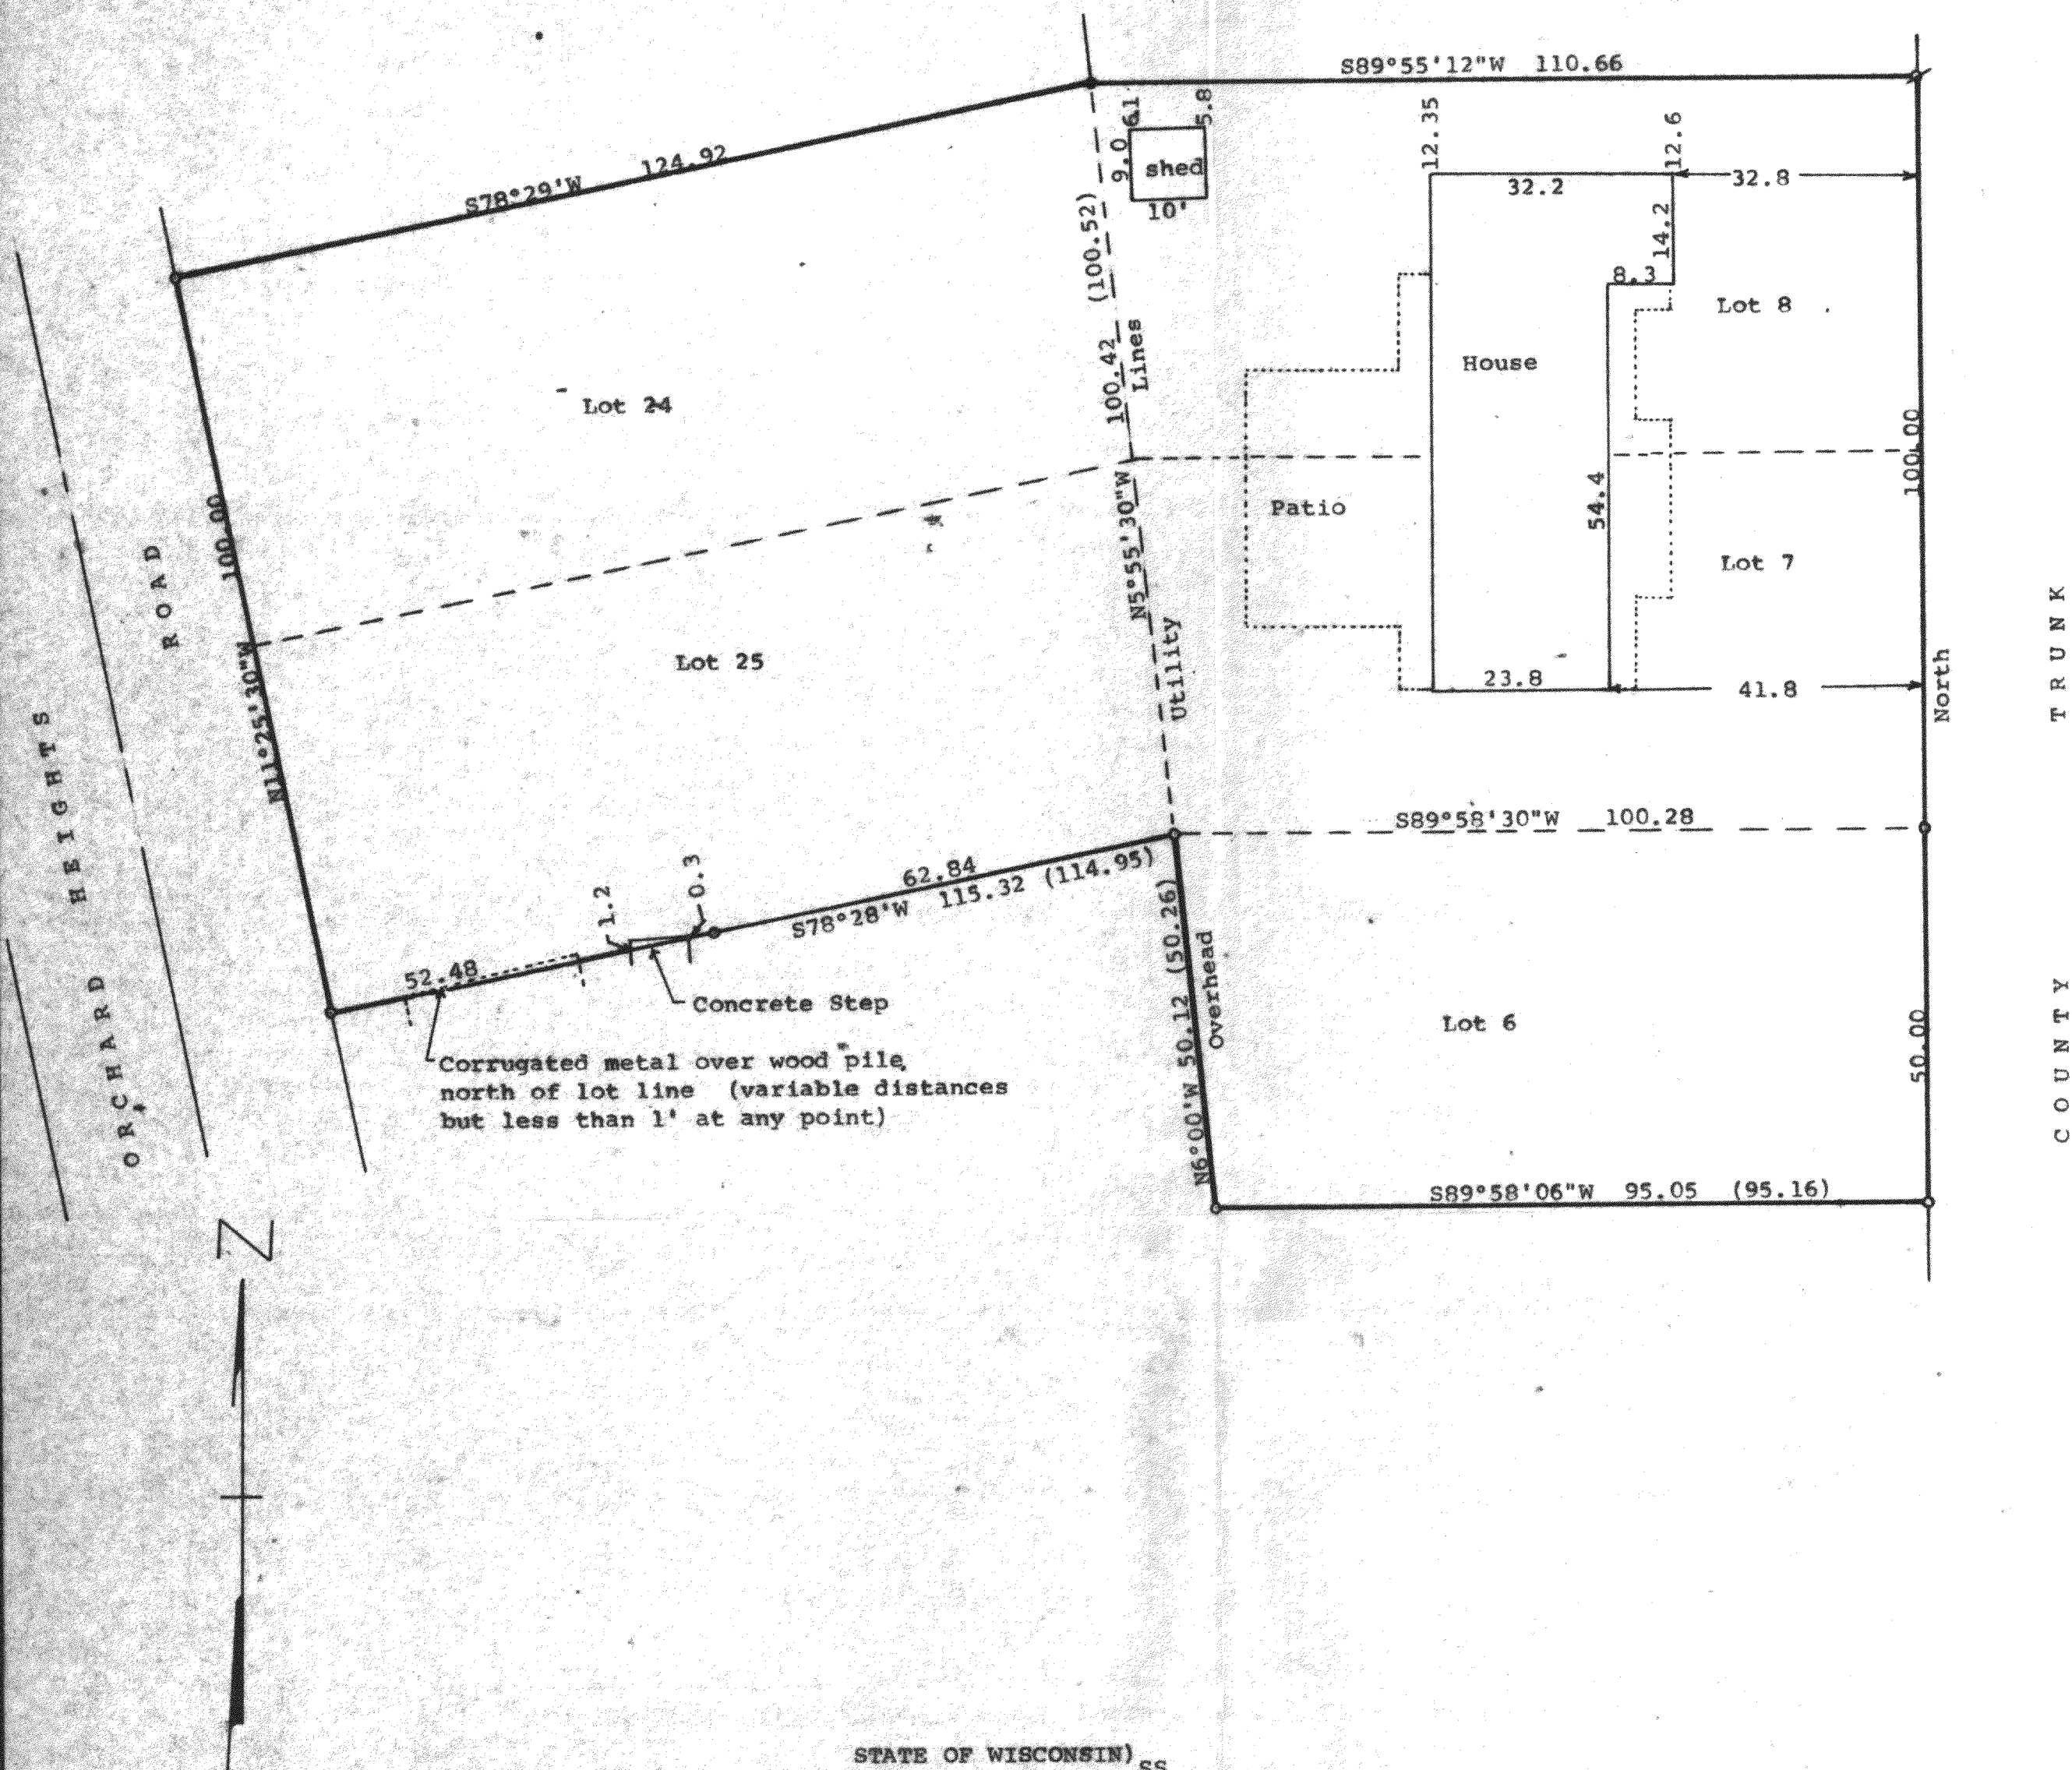 S89°55'12"W 110.66
S78°29'W 124.92
6.1
5.8
9.0
shed
10'
12.35
12.6
32.2
32.8
14.2
8.3
Lot 8
House
100.42 (100.52)
Lines
Lot 24
100.00
Patio
54.4
Lot 7
100.00
N5°55'30"W
Utility
ROAD
N11°25'30"W
Lot 25
23.8
41.8
North
TRUNK
S89°58'30"W 100.28
ORCHARD HEIGHTS
1.2
0.3
62.84
S78°28'W 115.32 (114.95)
52.48
Concrete Step
Corrugated metal over wood pile,
north of lot line (variable distances
but less than 1' at any point)
N6°00'W 50.12 (50.26)
Overhead
Lot 6
50.00
COUNTY
S89°58'06"W 95.05 (95.16)
N
STATE OF WISCONSIN)
SS